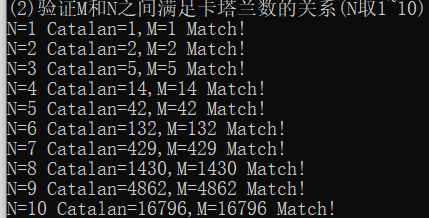 (2)验证M和N之间满足卡塔兰数的关系(N取1~10)
N=1 Catalan=1,M=1 Match!
N=2 Catalan=2,M=2 Match!
N=3 Catalan=5,M=5 Match!
N=4 Catalan=14,M=14 Match!
N=5 Catalan=42,M=42 Match!
N=6 Catalan=132,M=132 Match!
N=7 Catalan=429,M=429 Match!
N=8 Catalan=1430,M=1430 Match!
N=9 Catalan=4862,M=4862 Match!
N=10 Catalan=16796,M=16796 Match!